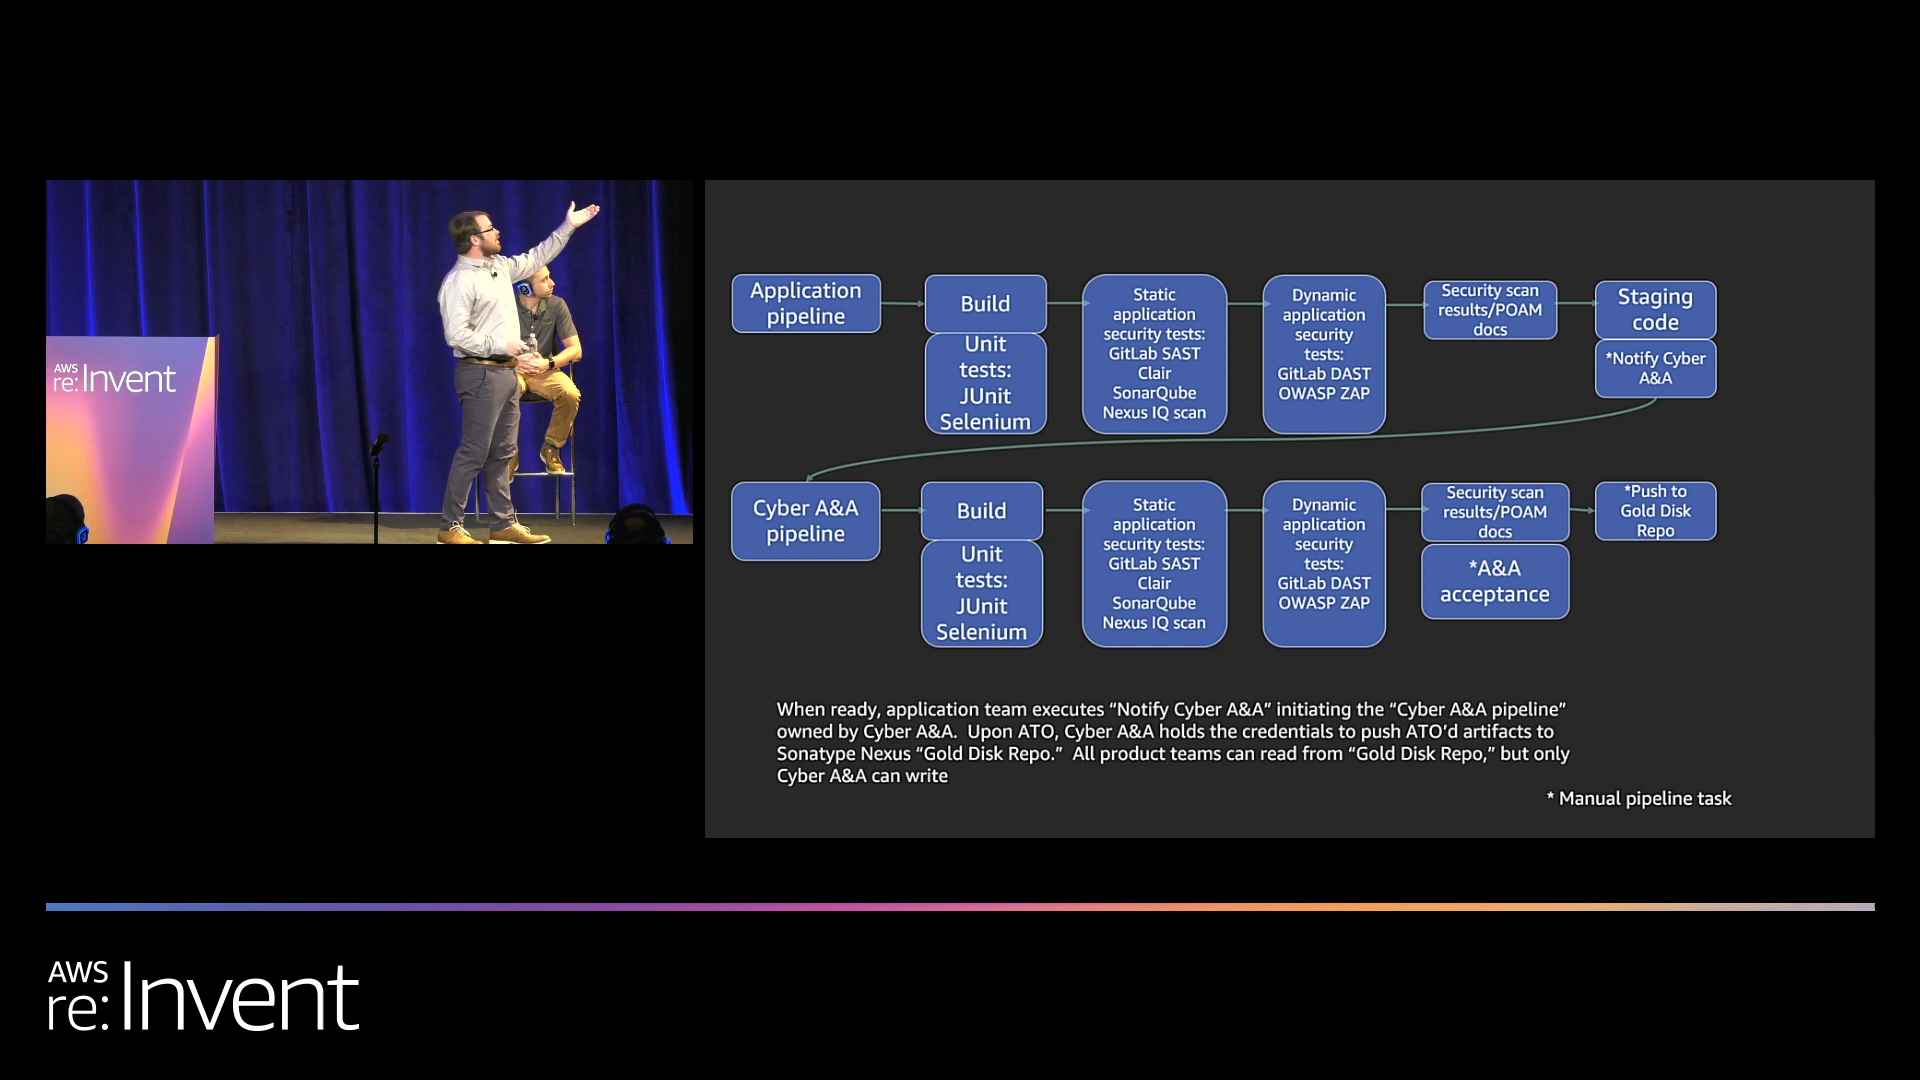 AWS
re:Invent
Application
pipeline
Build
Unit
tests:
JUnit
Selenium
Static
application
security tests:
GitLab SAST
Clair
SonarQube
Nexus IQ scan
Dynamic
application
security
tests:
GitLab DAST
OWASP ZAP
Security scan
results/POAM
docs
Staging
code
*Notify Cyber
A&A
Cyber A&A
pipeline
Build
Unit
tests:
JUnit
Selenium
Static
application
security tests:
GitLab SAST
Clair
SonarQube
Nexus IQ scan
Dynamic
application
security
tests:
GitLab DAST
OWASP ZAP
Security scan
results/POAM
docs
*A&A
acceptance
*Push to
Gold Disk
Repo
When ready, application team executes “Notify Cyber A&A” initiating the “Cyber A&A pipeline”
owned by Cyber A&A.  Upon ATO, Cyber A&A holds the credentials to push ATO’d artifacts to
Sonatype Nexus “Gold Disk Repo.”  All product teams can read from “Gold Disk Repo,” but only
Cyber A&A can write
* Manual pipeline task
AWS
re:Invent